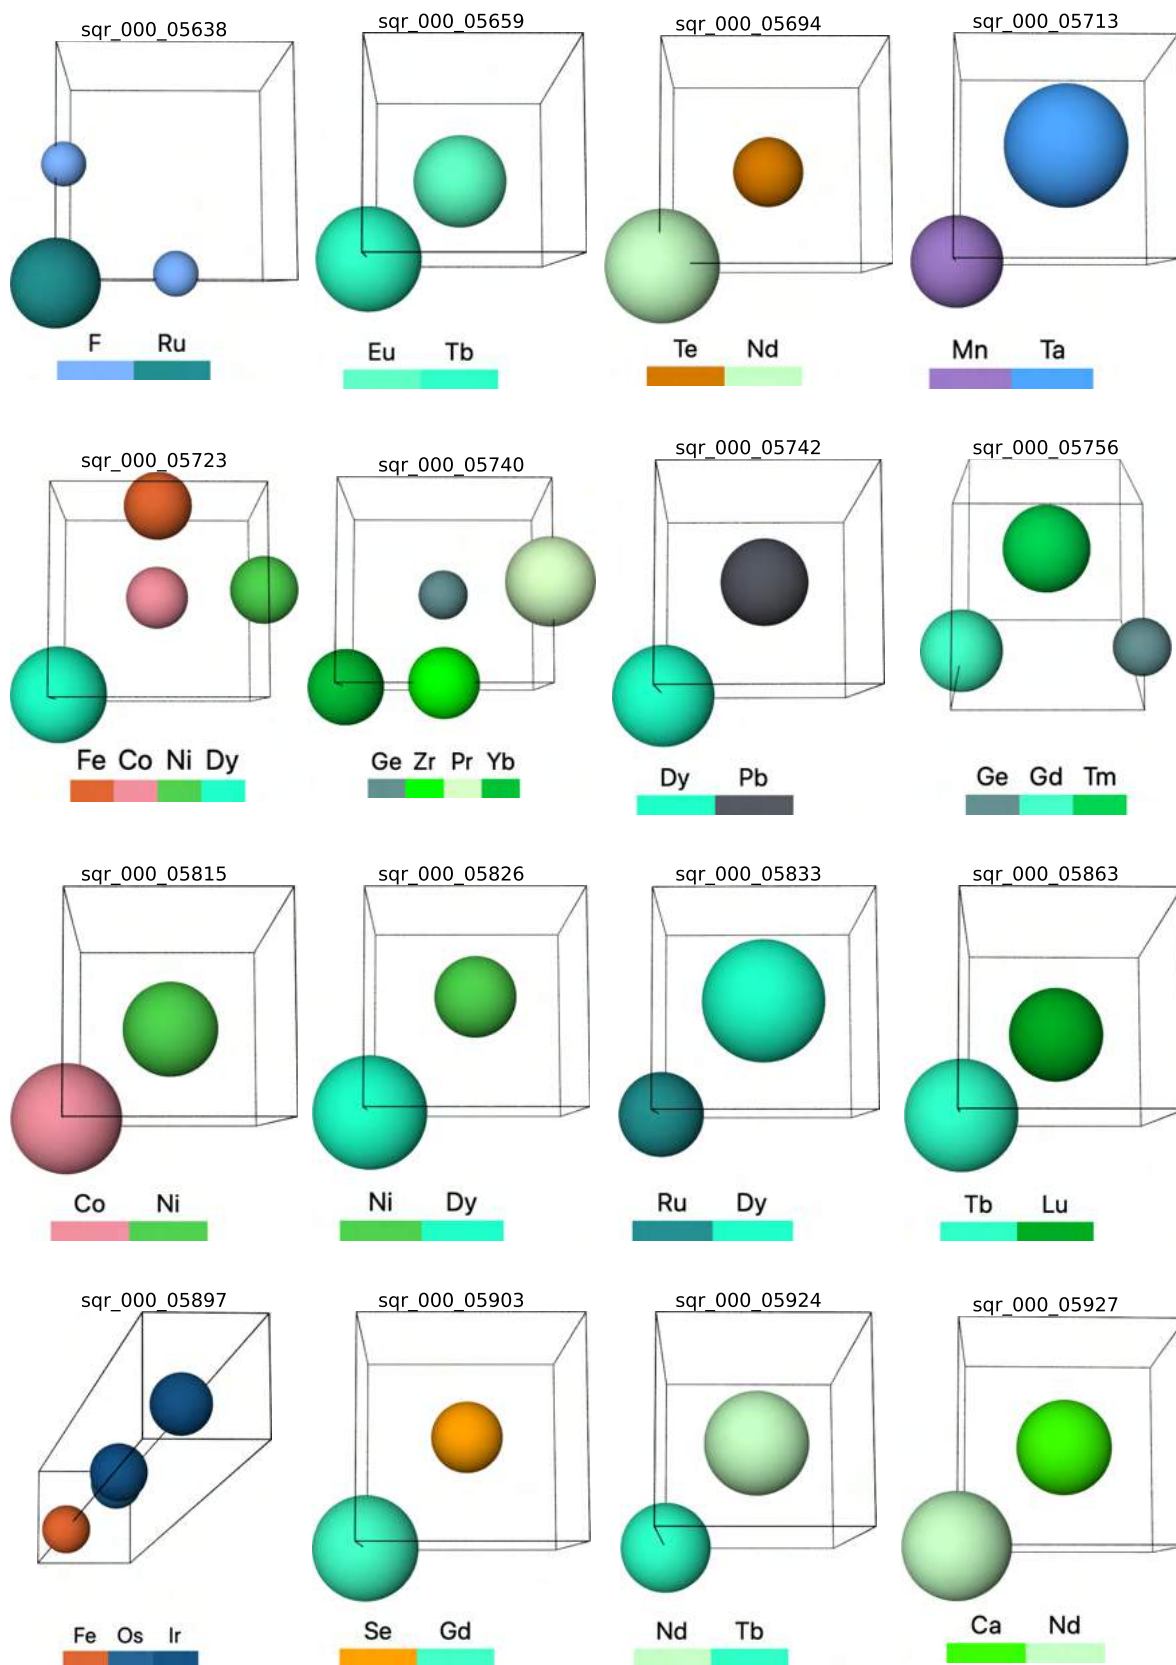 sqr_000_05638 sqr_000_05659 sqr_000_05694 sqr_000_05713
F Ru
Eu Tb
Te Nd
Mn Ta
sqr_000_05723 sqr_000_05740 sqr_000_05742 sqr_000_05756
Fe Co Ni Dy
Ge Zr Pr Yb
Dy Pb
Ge Gd Tm
sqr_000_05815 sqr_000_05826 sqr_000_05833 sqr_000_05863
Co Ni
Ni Dy
Ru Dy
Tb Lu
sqr_000_05897 sqr_000_05903 sqr_000_05924 sqr_000_05927
Fe Os Ir
Se Gd
Nd Tb
Ca Nd